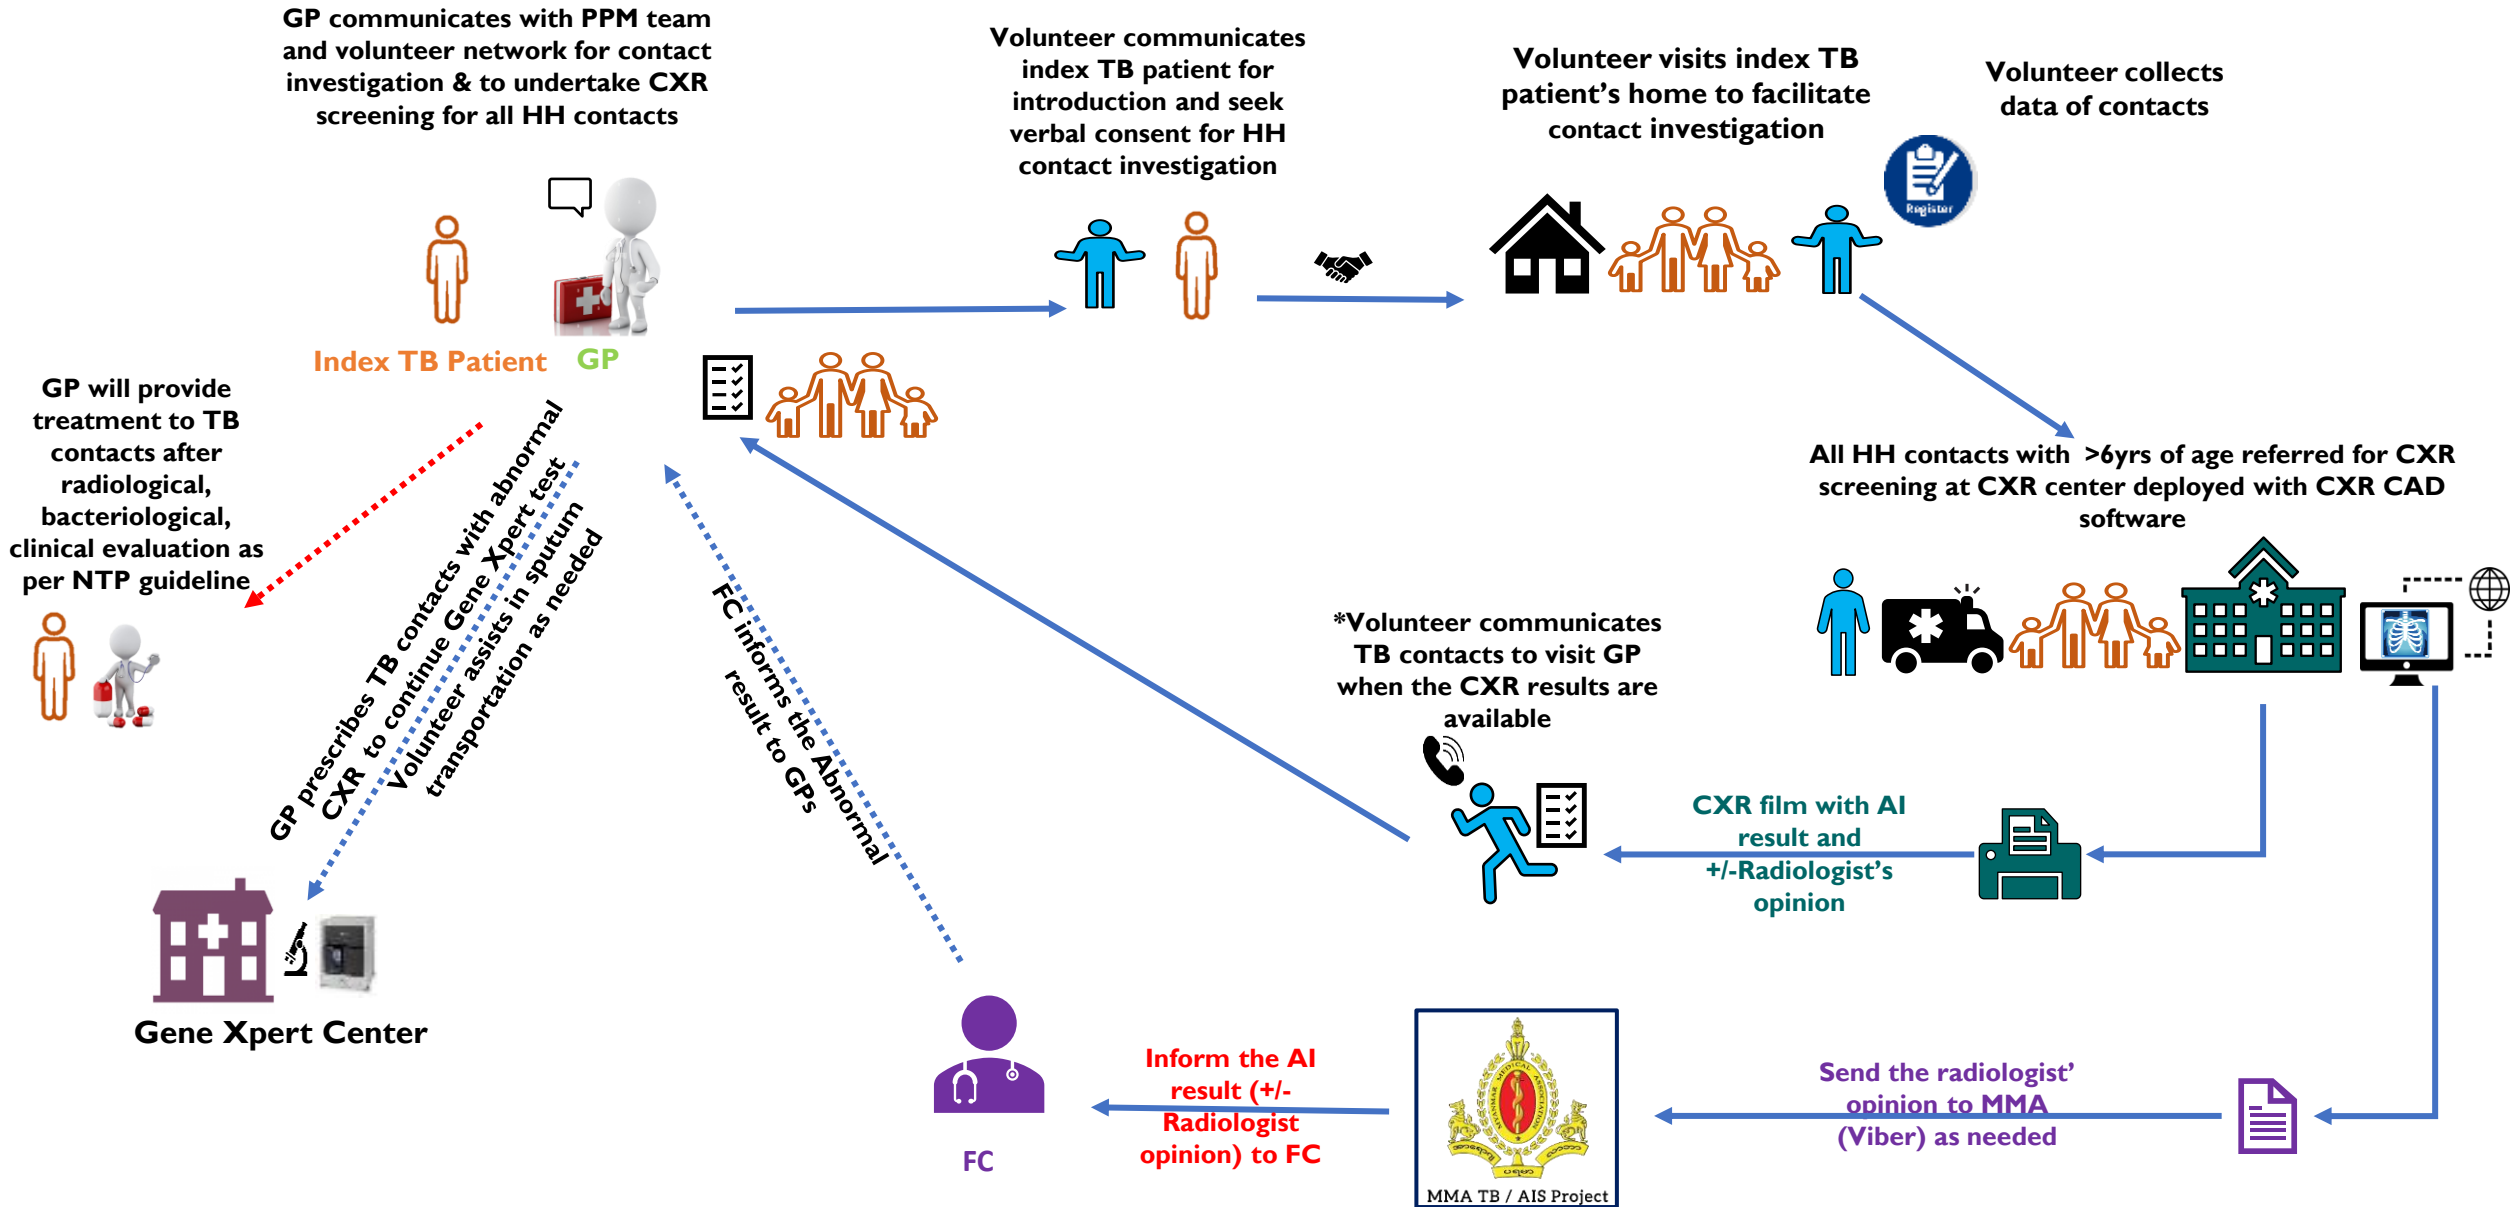 GP communicates with PPM team
and volunteer network for contact
investigation & to undertake CXR
screening for all HH contacts
Volunteer communicates
index TB patient for
introduction and seek
verbal consent for HH
contact investigation
Volunteer visits index TB
patient's home to facilitate
contact investigation
Volunteer collects
data of contacts
Register
Index TB Patient
GP
GP will provide
treatment to TB
contacts after
radiological,
bacteriological,
clinical evaluation as
per NTP guideline
GP prescribes TB contacts with abnormal
CXR to continue Gene Xpert test
Volunteer assists in sputum
transportation as needed
FC informs the Abnormal
result to GPs
All HH contacts with >6yrs of age referred for CXR
screening at CXR center deployed with CXR CAD
software
*Volunteer communicates
TB contacts to visit GP
when the CXR results are
available
CXR film with AI
result and
+/-Radiologist's
opinion
Gene Xpert Center
FC
Inform the AI
result (+/-
Radiologist
opinion) to FC
MYANMAR MEDICAL ASSOCIATION
MMA TB / AIS Project
Send the radiologist'
opinion to MMA
(Viber) as needed